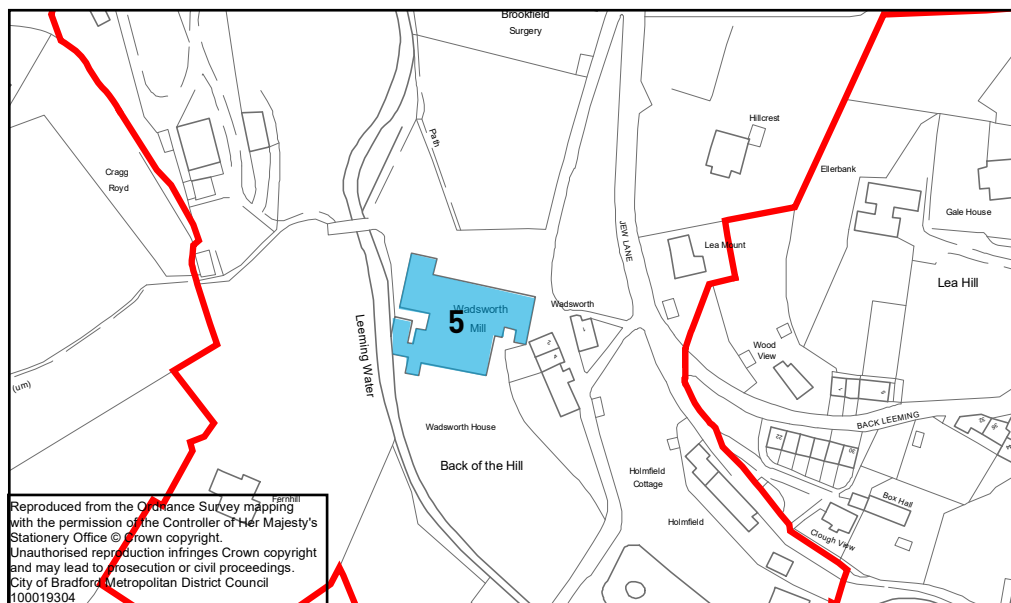 Brookfield
Surgery
Path
Hillcrest
Cragg
Royd
Ellerbank
Gale House
JEW LANE
Lea Mount
Lea Hill
Wadsworth
Mill
5
Wadsworth
Leeming Water
Wood
View
(um)
BACK LEEMING
22
Wadsworth House
Back of the Hill
Holmfield
Cottage
Box Hall
Holmfield
Clough View
Fernhill
Reproduced from the Ordnance Survey mapping
with the permission of the Controller of Her Majesty's
Stationery Office © Crown copyright.
Unauthorised reproduction infringes Crown copyright
and may lead to prosecution or civil proceedings.
City of Bradford Metropolitan District Council
100019304